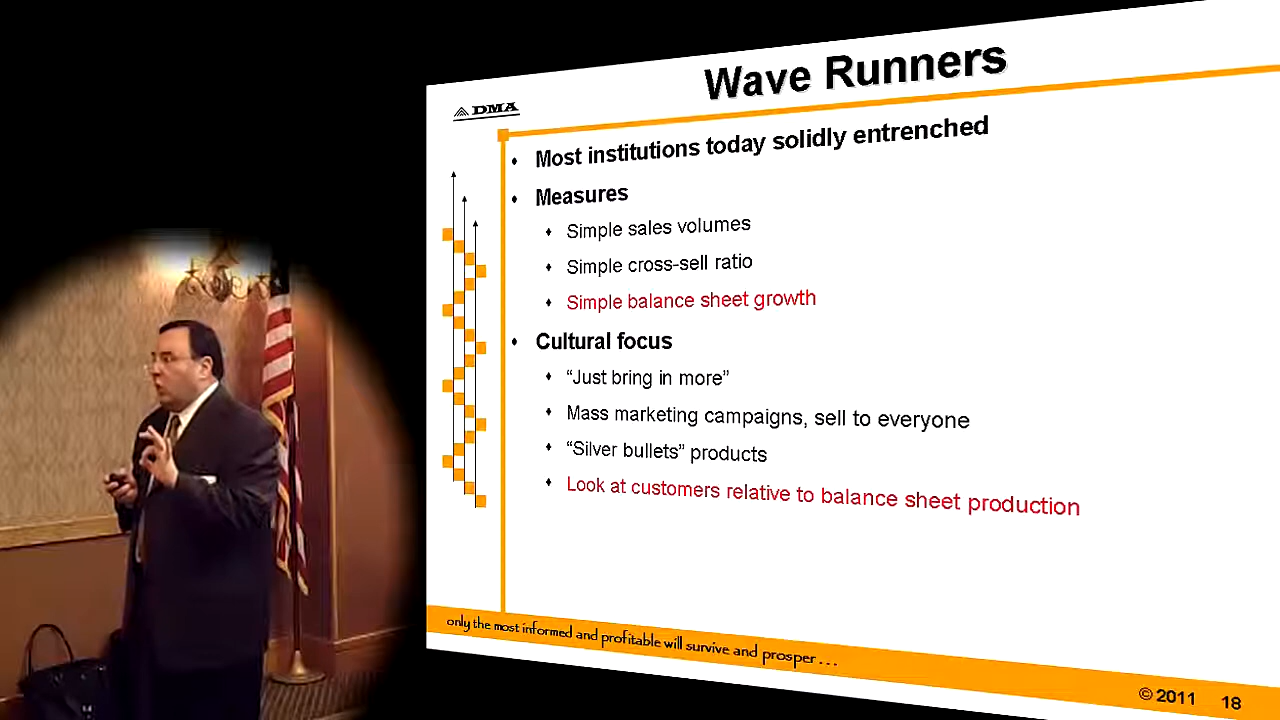 Wave Runners
DMA
Most institutions today solidly entrenched
Measures
Simple sales volumes
Simple cross-sell ratio
Simple balance sheet growth
Cultural focus
“Just bring in more”
Mass marketing campaigns, sell to everyone
“Silver bullets” products
Look at customers relative to balance sheet production
only the most informed and profitable will survive and prosper . . .
© 2011 18